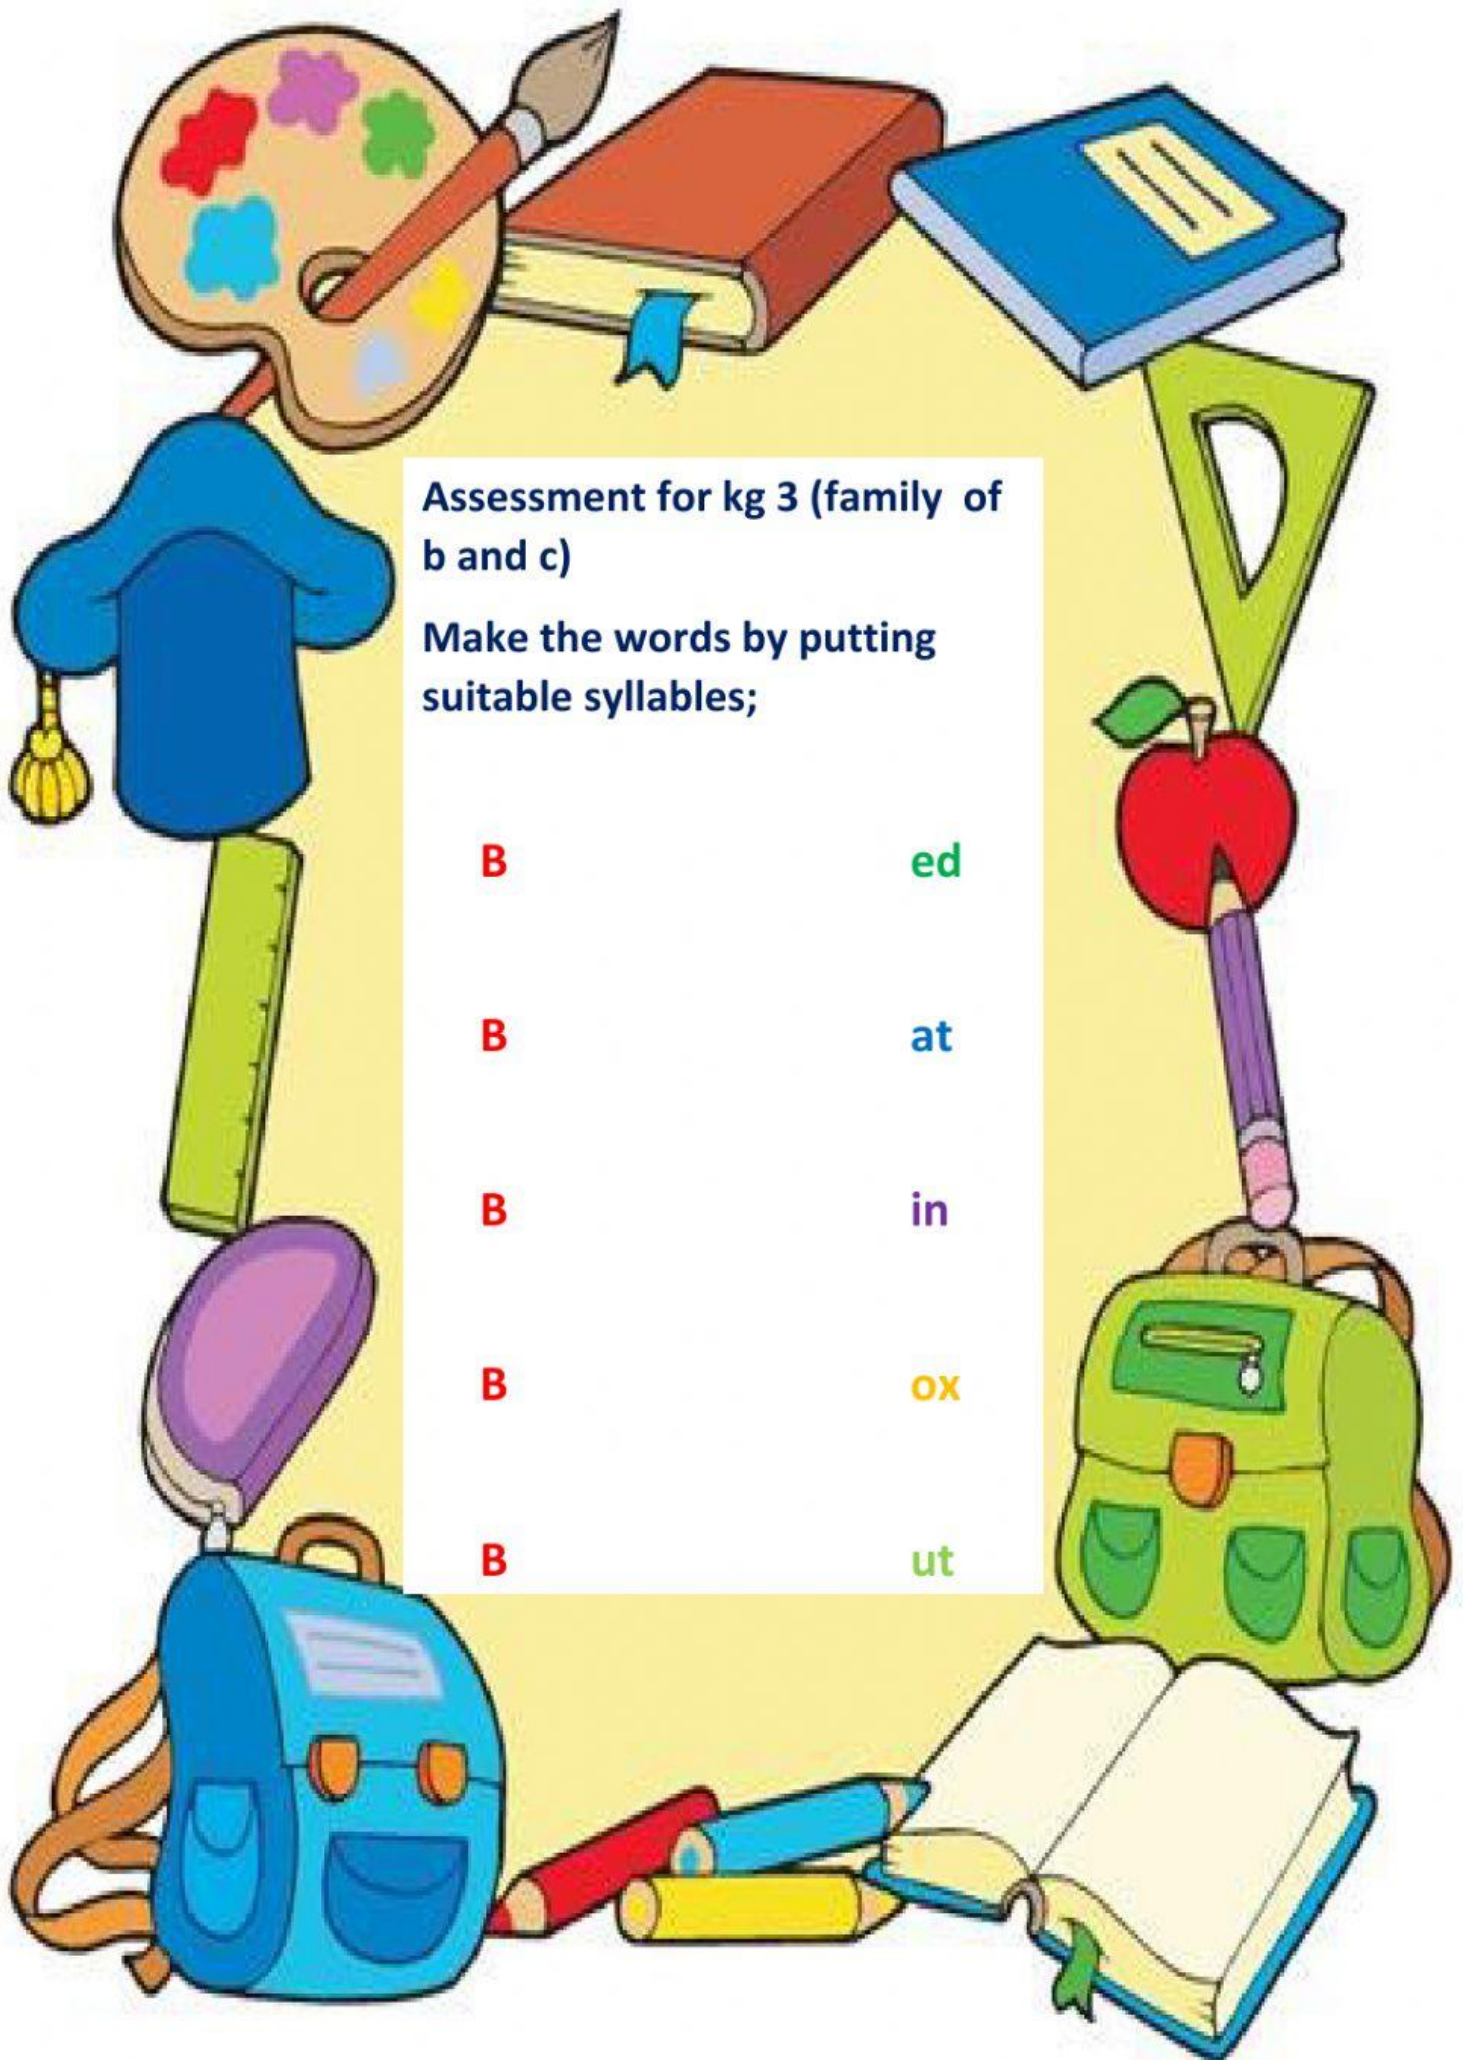 Assessment for kg 3 (family of
b and c)
Make the words by putting
suitable syllables;
B ed
B at
B in
B ox
B ut